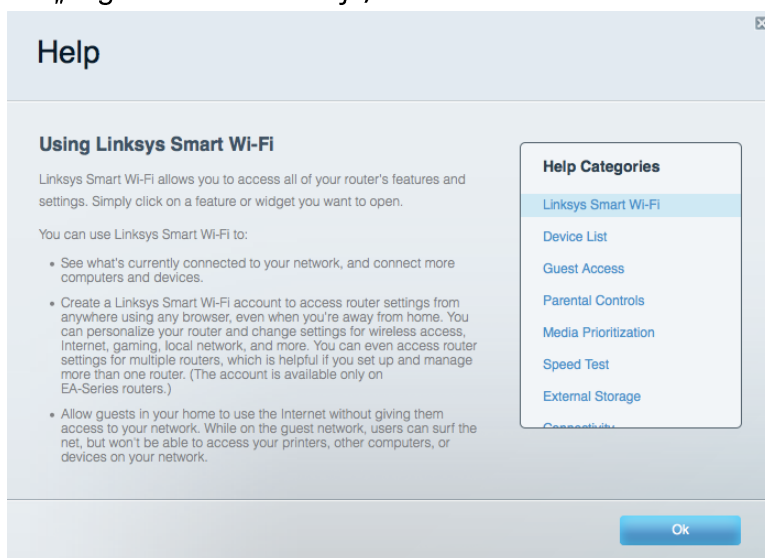 Help
Using Linksys Smart Wi-Fi
Linksys Smart Wi-Fi allows you to access all of your router's features and
settings. Simply click on a feature or widget you want to open.
You can use Linksys Smart Wi-Fi to:
• See what's currently connected to your network, and connect more
computers and devices.
• Create a Linksys Smart Wi-Fi account to access router settings from
anywhere using any browser, even when you're away from home. You
can personalize your router and change settings for wireless access,
Internet, gaming, local network, and more. You can even access router
settings for multiple routers, which is helpful if you set up and manage
more than one router. (The account is available only on
EA-Series routers.)
• Allow guests in your home to use the Internet without giving them
access to your network. While on the guest network, users can surf the
net, but won't be able to access your printers, other computers, or
devices on your network.
Help Categories
Linksys Smart Wi-Fi
Device List
Guest Access
Parental Controls
Media Prioritization
Speed Test
External Storage
Connectivity
Ok